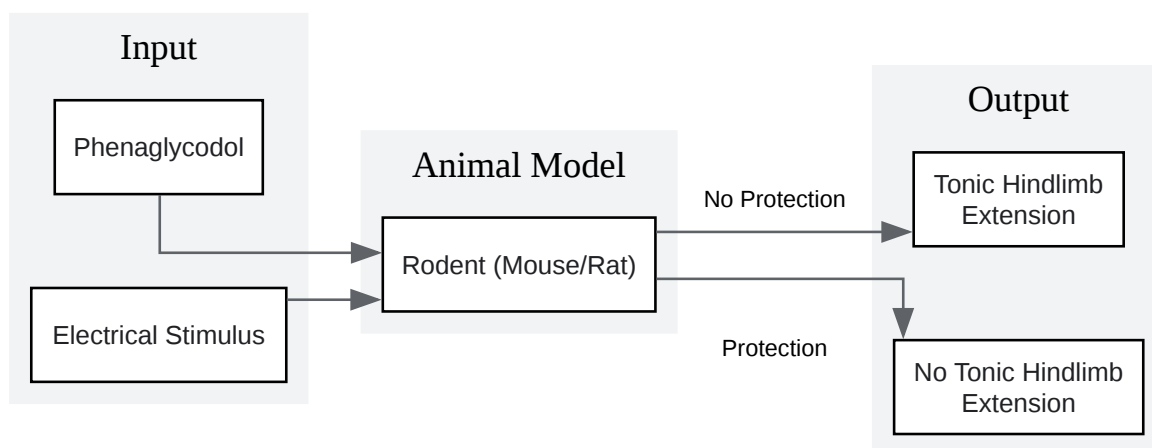 Input
Phenaglycodol
Electrical Stimulus
Animal Model
Rodent (Mouse/Rat)
No Protection
Protection
Output
Tonic Hindlimb
Extension
No Tonic Hindlimb
Extension